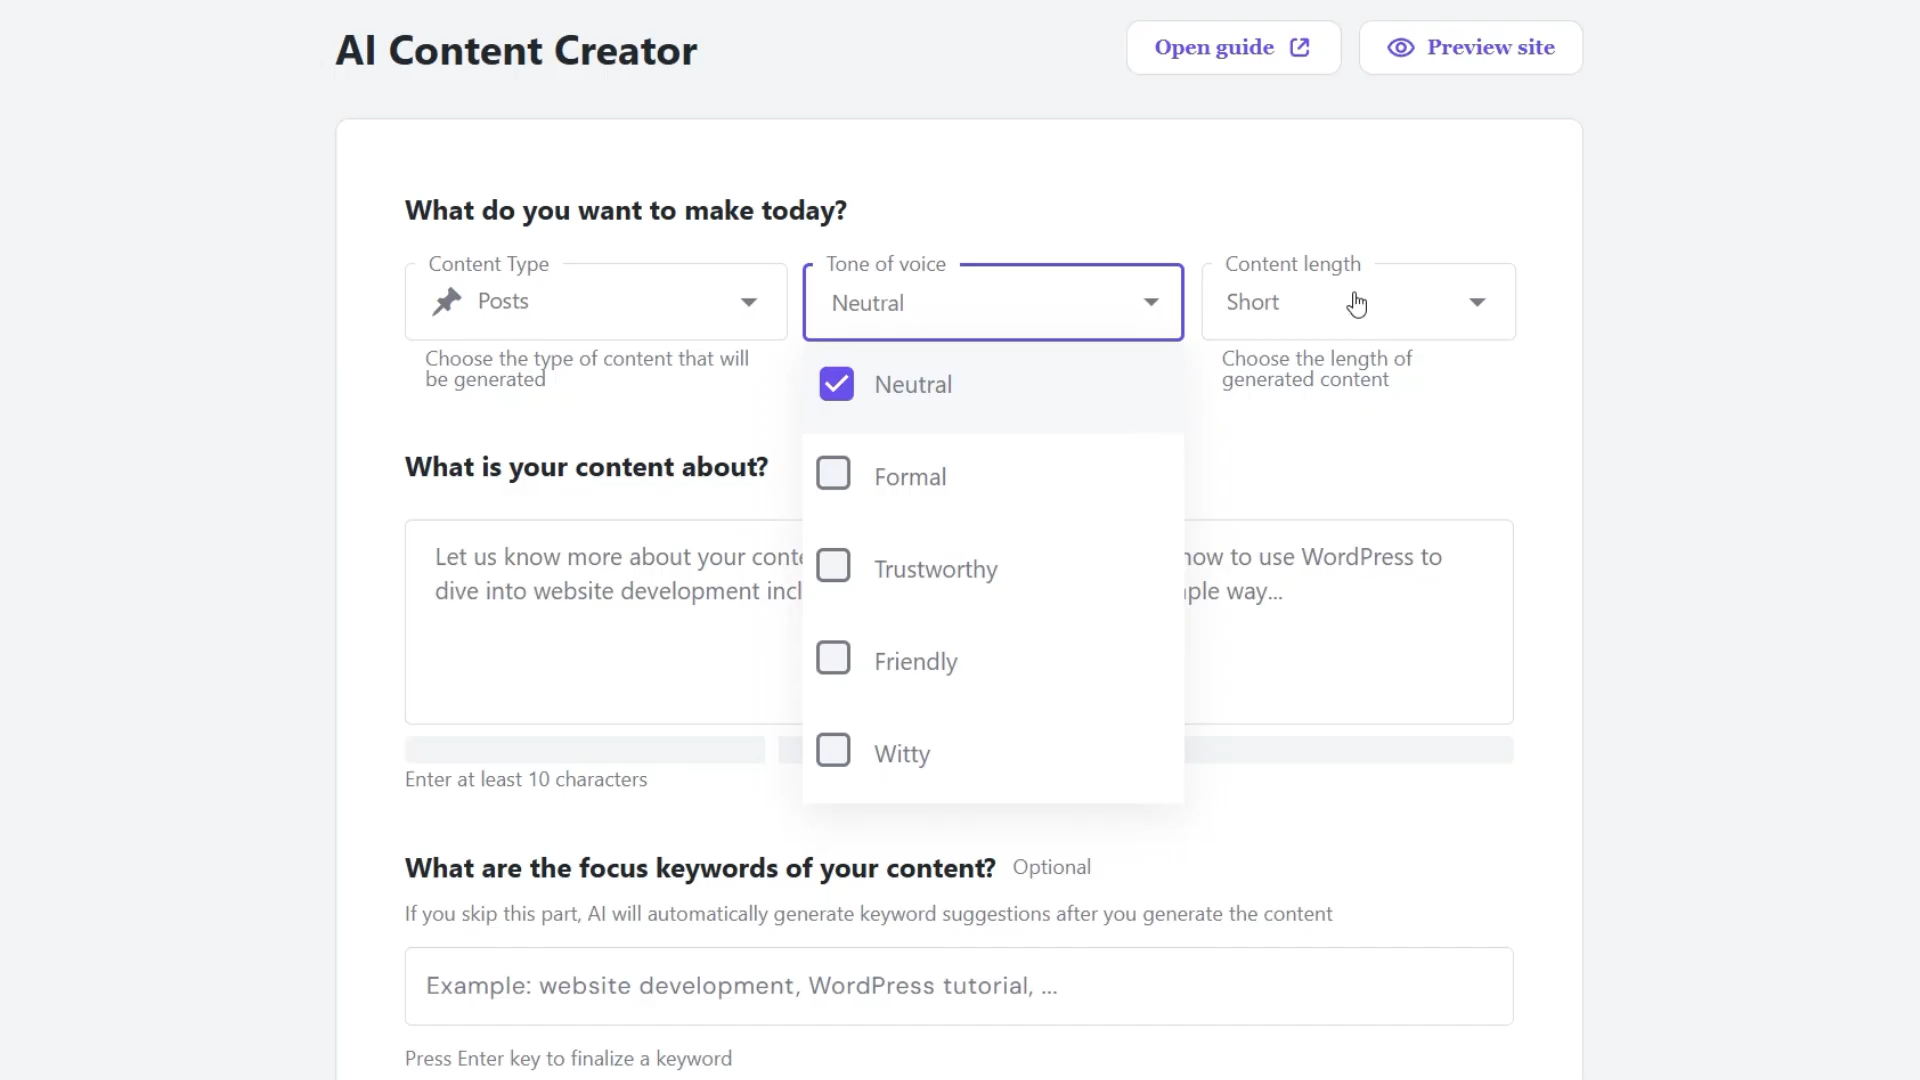 AI Content Creator
Open guide
Preview site
What do you want to make today?
Content Type
Posts
Choose the type of content that will
be generated
Tone of voice
Neutral
Content length
Short
Choose the length of
generated content
Neutral
Formal
Trustworthy
Friendly
Witty
What is your content about?
Let us know more about your how to use WordPress to
dive into website development way...
Enter at least 10 characters
What are the focus keywords of your content? Optional
If you skip this part, AI will automatically generate keyword suggestions after you generate the content
Example: website development, WordPress tutorial, ...
Press Enter key to finalize a keyword